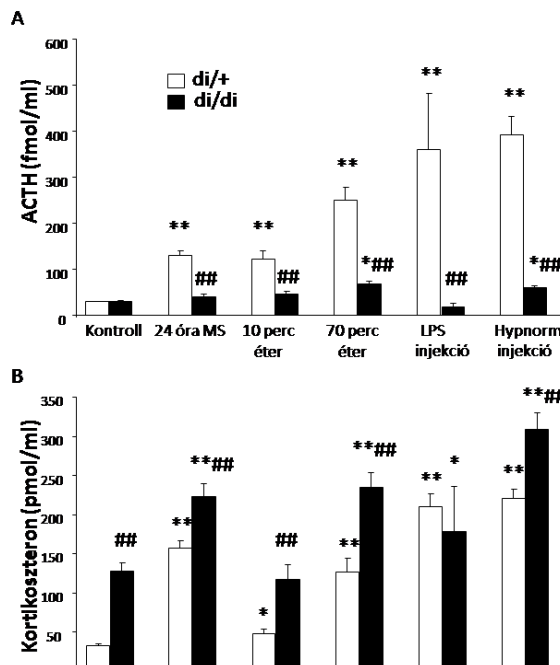 A
600
500
400
300
200
100
0
ACTH (fmol/ml)
di/+
di/di
** ** ** ** **
## ## *## ## *##
Kontroll 24 óra MS 10 perc éter 70 perc éter LPS injekció Hypnorm injekció
B
350
300
250
200
150
100
50
Kortikoszteron (pmol/ml)
## ** **## * ## ** **## ** * ** **##